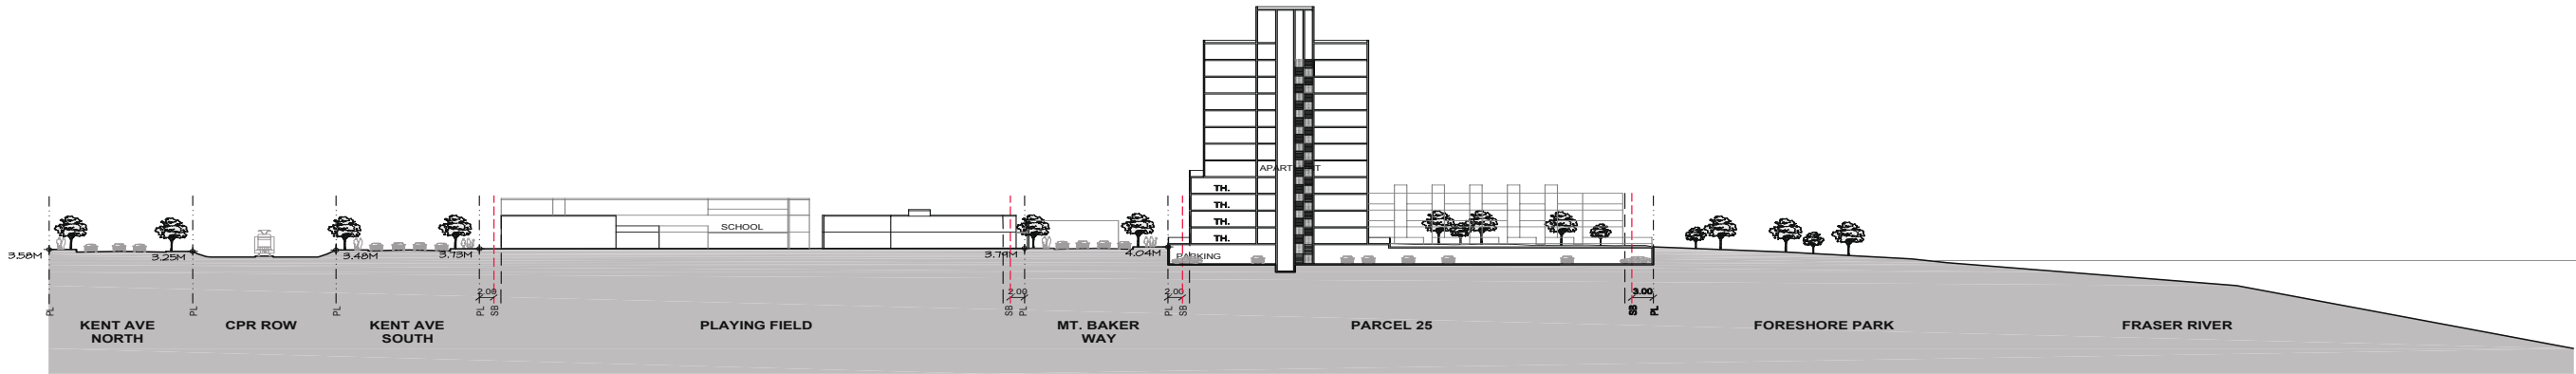 APARTMENT
TH.
TH.
TH.
TH.
SCHOOL
3.58M
3.25M
3.48M
3.73M
3.74M
4.04M
PARKING
2.00
2.00
2.00
3.00
PL
PL
PL
PL
SB
SB
PL
PL
SB
SB
PL
KENT AVE
NORTH
CPR ROW
KENT AVE
SOUTH
PLAYING FIELD
MT. BAKER
WAY
PARCEL 25
FORESHORE PARK
FRASER RIVER